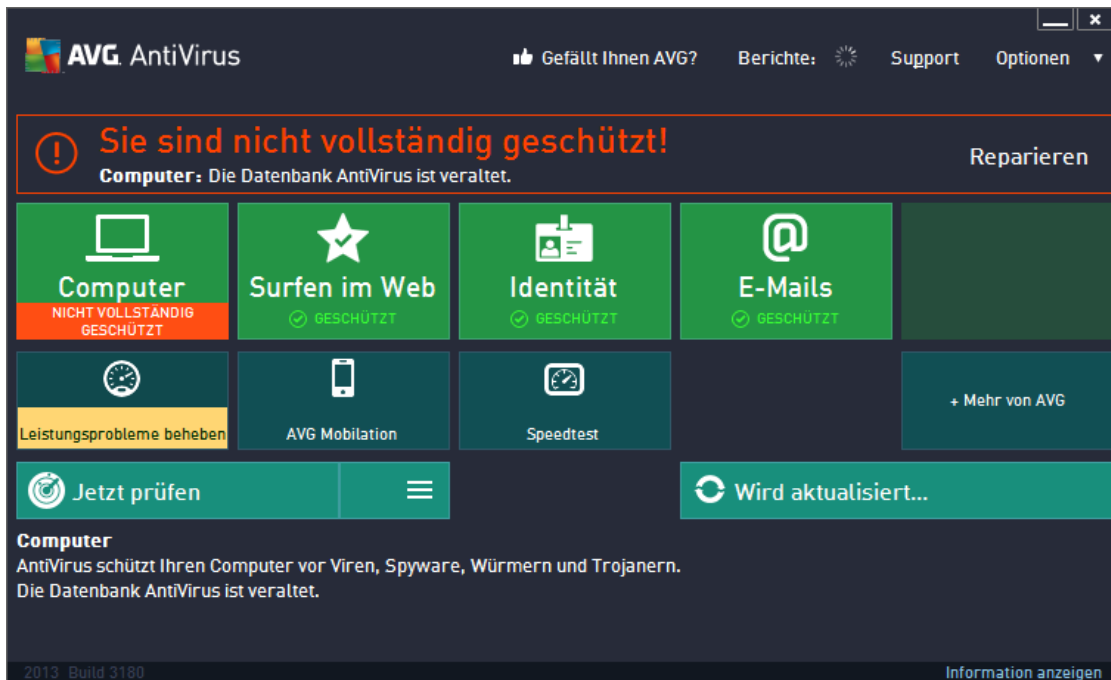 AVG AntiVirus
Gefällt Ihnen AVG?
Berichte:
Support
Optionen
Sie sind nicht vollständig geschützt!
Computer: Die Datenbank AntiVirus ist veraltet.
Reparieren
Computer
NICHT VOLLSTÄNDIG
GESCHÜTZT
Surfen im Web
GESCHÜTZT
Identität
GESCHÜTZT
E-Mails
GESCHÜTZT
Leistungsprobleme beheben
AVG Mobilation
Speedtest
+ Mehr von AVG
Jetzt prüfen
Wird aktualisiert...
Computer
AntiVirus schützt Ihren Computer vor Viren, Spyware, Würmern und Trojanern.
Die Datenbank AntiVirus ist veraltet.
2013 Build 3180
Information anzeigen